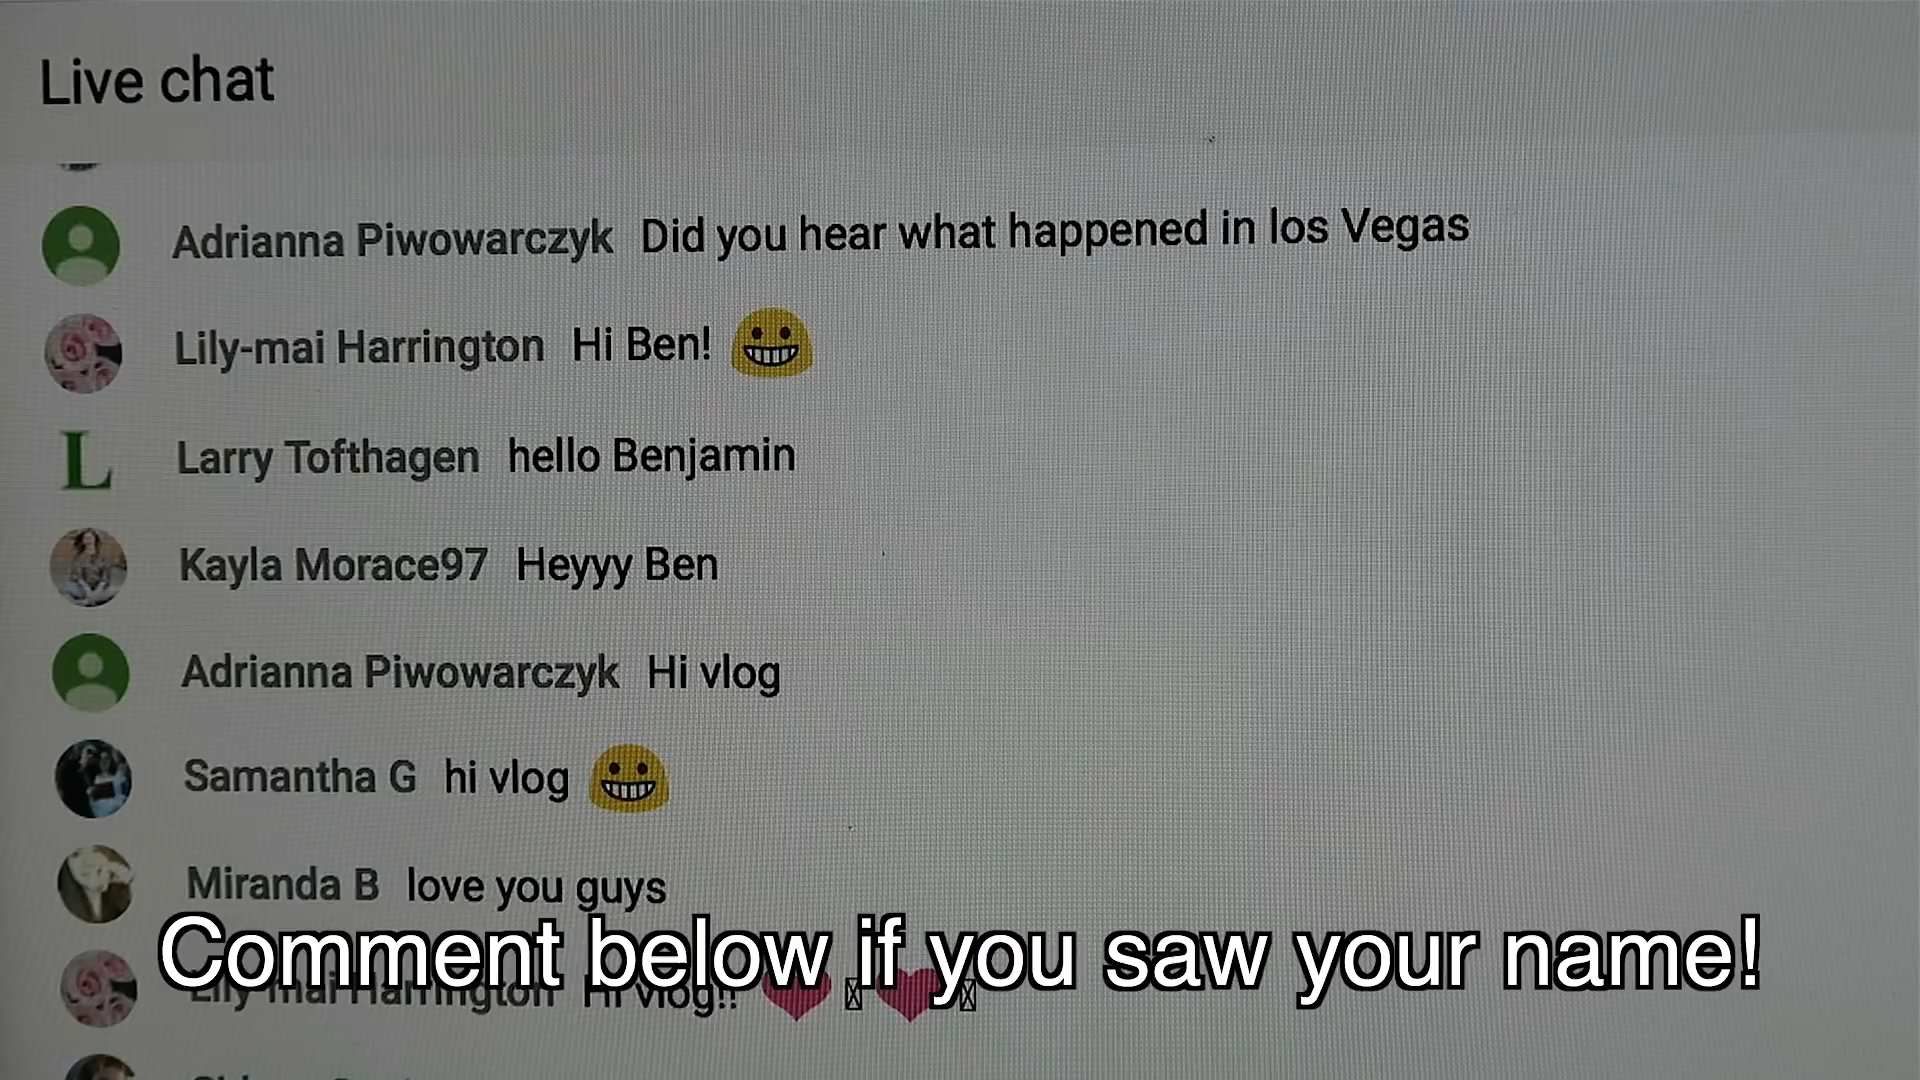 Live chat
Adrianna Piwowarczyk Did you hear what happened in los Vegas
Lily-mai Harrington Hi Ben! 😀
L Larry Tofthagen hello Benjamin
Kayla Morace97 Heyyy Ben
Adrianna Piwowarczyk Hi vlog
Samantha G hi vlog 😀
Miranda B love you guys
Comment below if you saw your name!
Lily-mai Harrington Hi vlog!! ❤ ❤